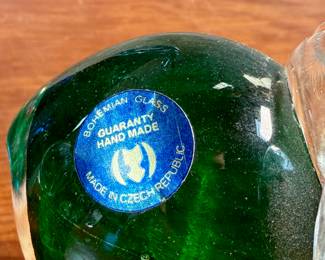 BOHEMIAN GLASS
GUARANTY
HAND MADE
MADE IN CZECH REPUBLIC